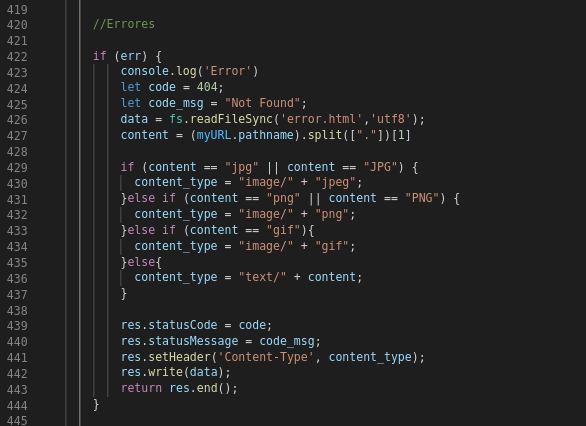 419
420 //Errores
421
422 if (err) {
423 console.log('Error')
424 let code = 404;
425 let code_msg = "Not Found";
426 data = fs.readFileSync('error.html','utf8');
427 content = (myURL.pathname).split(["."])[1]
428
429 if (content == "jpg" || content == "JPG") {
430 content_type = "image/" + "jpeg";
431 }else if (content == "png" || content == "PNG") {
432 content_type = "image/" + "png";
433 }else if (content == "gif"){
434 content_type = "image/" + "gif";
435 }else{
436 content_type = "text/" + content;
437 }
438
439 res.statusCode = code;
440 res.statusMessage = code_msg;
441 res.setHeader('Content-Type', content_type);
442 res.write(data);
443 return res.end();
444 }
445